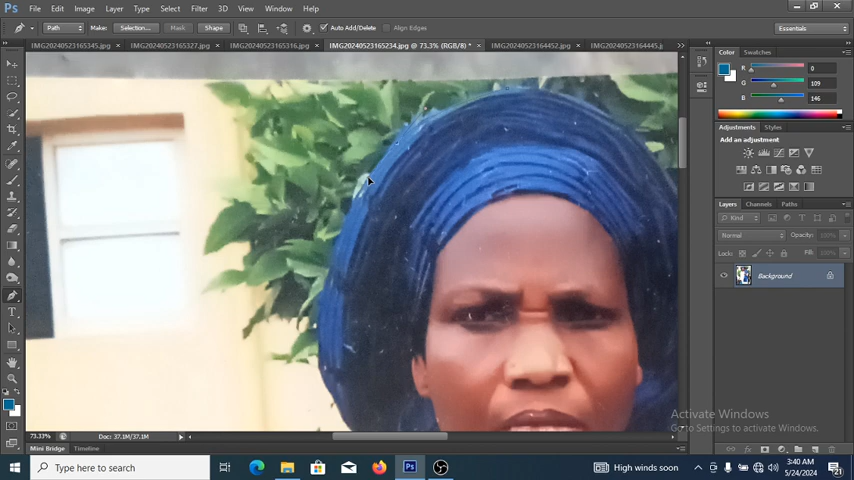 Ps File Edit Image Layer Type Select Filter 3D View Window Help
Path Make: Selection... Mask Shape Auto Add/Delete Align Edges Essentials
IMG20240523165345.jpg × IMG20240523165327.jpg × IMG20240523165316.jpg × IMG20240523165234.jpg @ 73.3% (RGB/8) * × IMG20240523164452.jpg × IMG20240523164445.j
Color Swatches
R 0
G 109
B 146
Adjustments Styles
Add an adjustment
Layers Channels Paths
Kind
Normal Opacity: 100%
Lock: Fill: 100%
Background
Activate Windows
Go to Settings to activate Windows.
73.33% Doc: 37.1M/37.1M
Mini Bridge Timeline
Type here to search
Ps
High winds soon
3:40 AM
5/24/2024
21